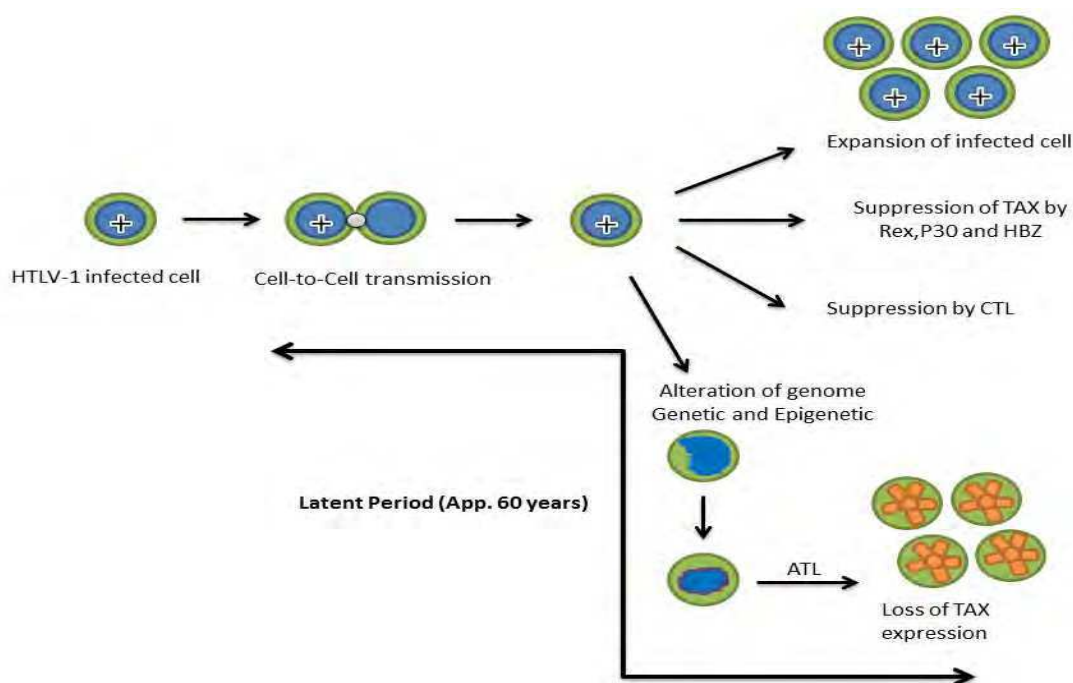 Expansion of infected cell
HTLV-1 infected cell
Cell-to-Cell transmission
Suppression of TAX by
Rex,P30 and HBZ
Suppression by CTL
Alteration of genome
Genetic and Epigenetic
Latent Period (App. 60 years)
ATL
Loss of TAX
expression